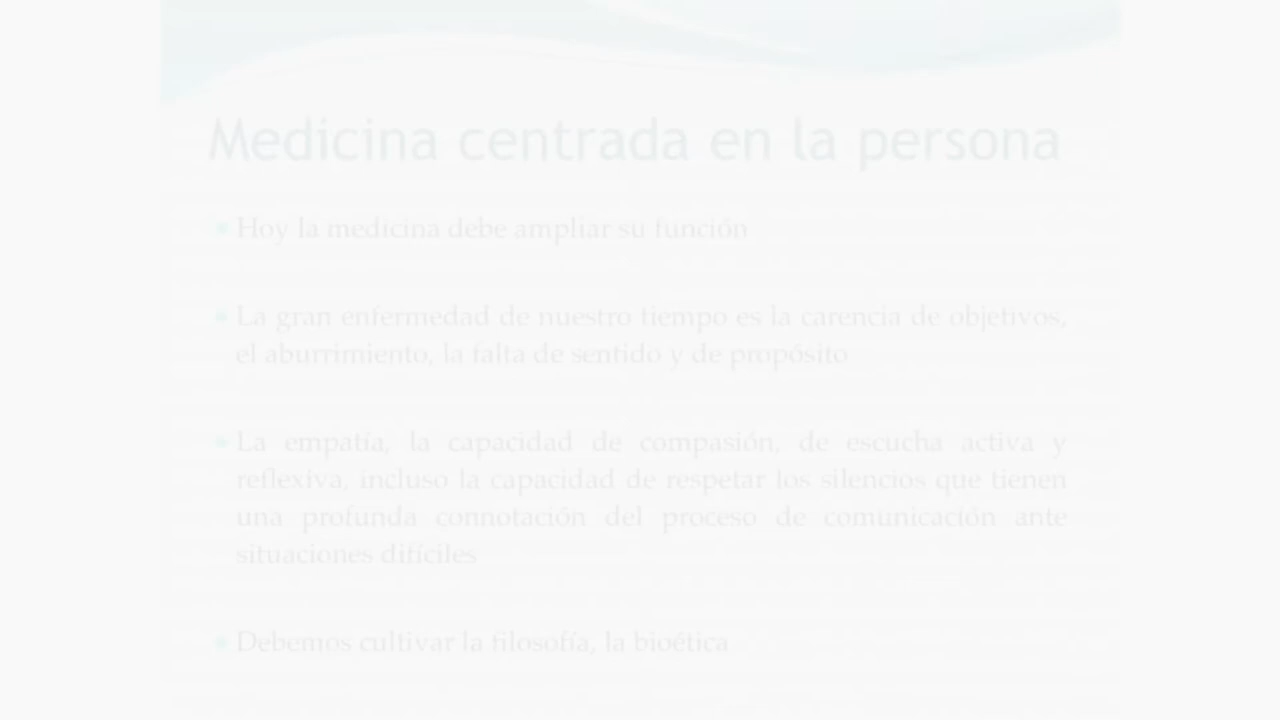 Medicina centrada en la persona
Hoy la medicina debe ampliar su función
La gran enfermedad de nuestro tiempo es la carencia de objetivos,
el aburrimiento, la falta de sentido y de propósito
La empatía, la capacidad de compasión, de escucha activa y
reflexiva, incluso la capacidad de respetar los silencios que tienen
una profunda connotación del proceso de comunicación ante
situaciones difíciles
Debemos cultivar la filosofía, la bioética